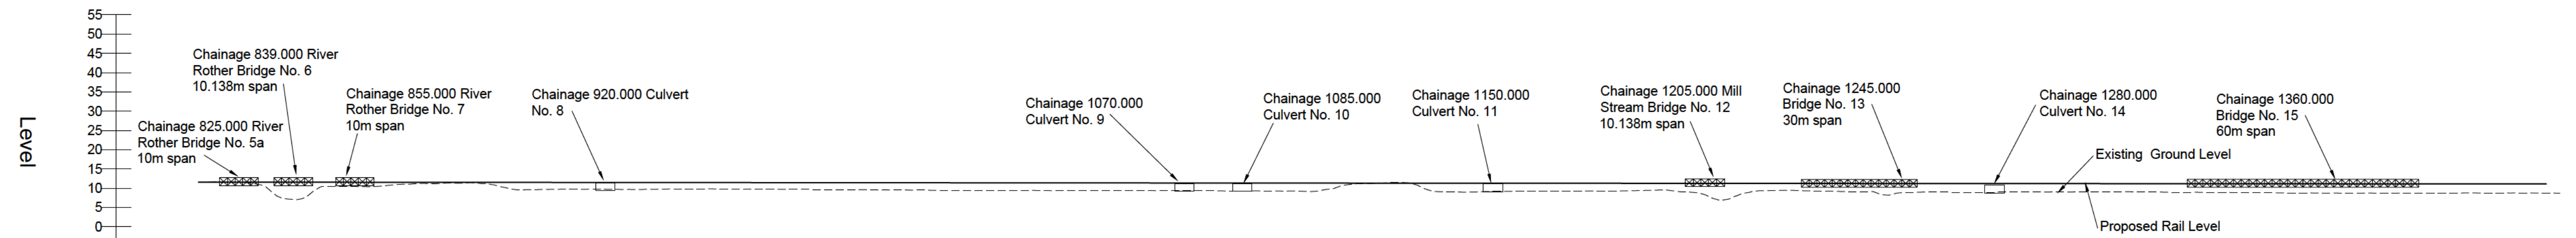 55
50
45
40
35
30
25
20
15
10
5
0
Level
Chainage 825.000 River
Rother Bridge No. 5a
10m span
Chainage 839.000 River
Rother Bridge No. 6
10.138m span
Chainage 855.000 River
Rother Bridge No. 7
10m span
Chainage 920.000 Culvert
No. 8
Chainage 1070.000
Culvert No. 9
Chainage 1085.000
Culvert No. 10
Chainage 1150.000
Culvert No. 11
Chainage 1205.000 Mill
Stream Bridge No. 12
10.138m span
Chainage 1245.000
Bridge No. 13
30m span
Chainage 1280.000
Culvert No. 14
Existing Ground Level
Proposed Rail Level
Chainage 1360.000
Bridge No. 15
60m span